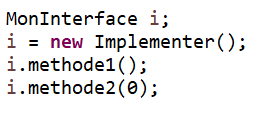 MonInterface i;
i = new Implementer();
i.methode1();
i.methode2(0);